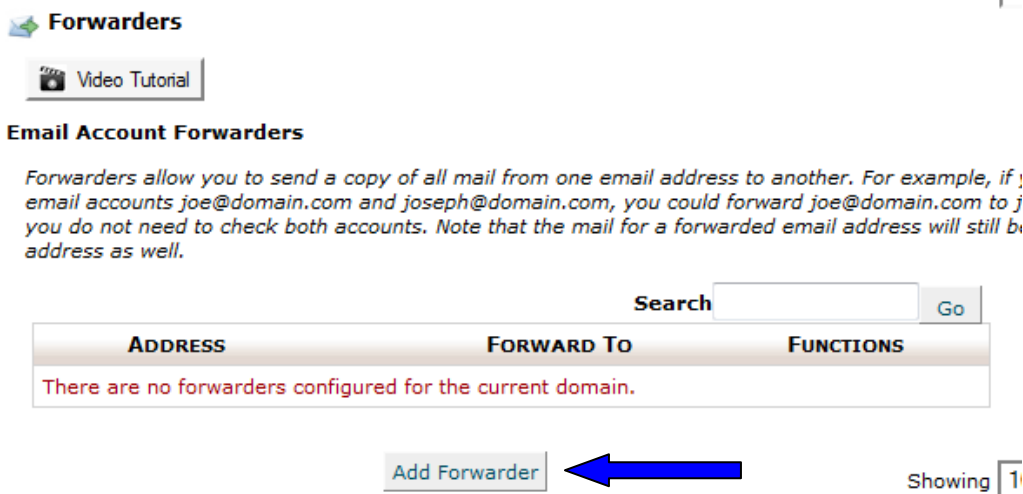 Forwarders
Video Tutorial
Email Account Forwarders
Forwarders allow you to send a copy of all mail from one email address to another. For example, if
email accounts joe@domain.com and joseph@domain.com, you could forward joe@domain.com to
you do not need to check both accounts. Note that the mail for a forwarded email address will still
address as well.
Search Go
ADDRESS FORWARD TO FUNCTIONS
There are no forwarders configured for the current domain.
Add Forwarder
Showing